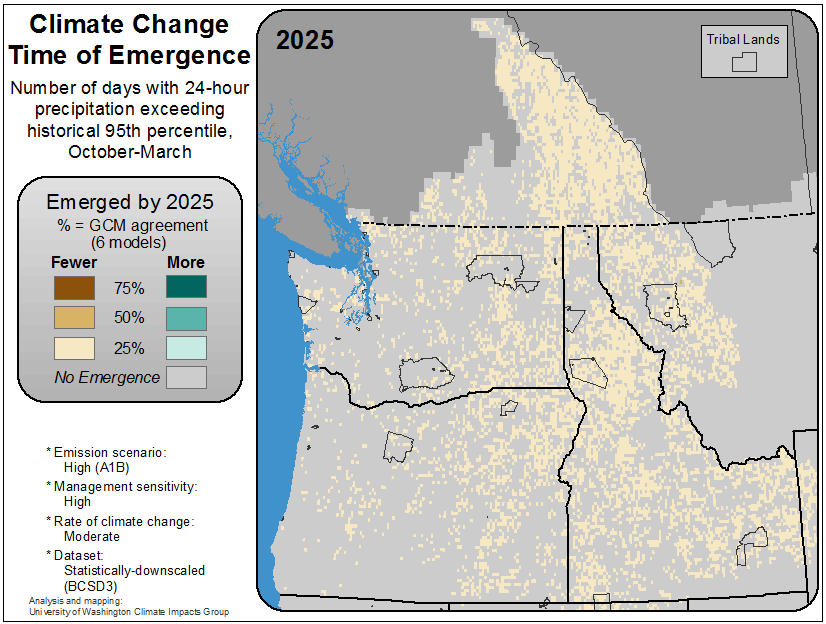 Climate Change
Time of Emergence
Number of days with 24-hour
precipitation exceeding
historical 95th percentile,
October-March
Emerged by 2025
% = GCM agreement
(6 models)
Fewer More
75%
50%
25%
No Emergence
* Emission scenario:
High (A1B)
* Management sensitivity:
High
* Rate of climate change:
Moderate
* Dataset:
Statistically-downscaled
(BCSD3)
Analysis and mapping:
University of Washington Climate Impacts Group
2025
Tribal Lands